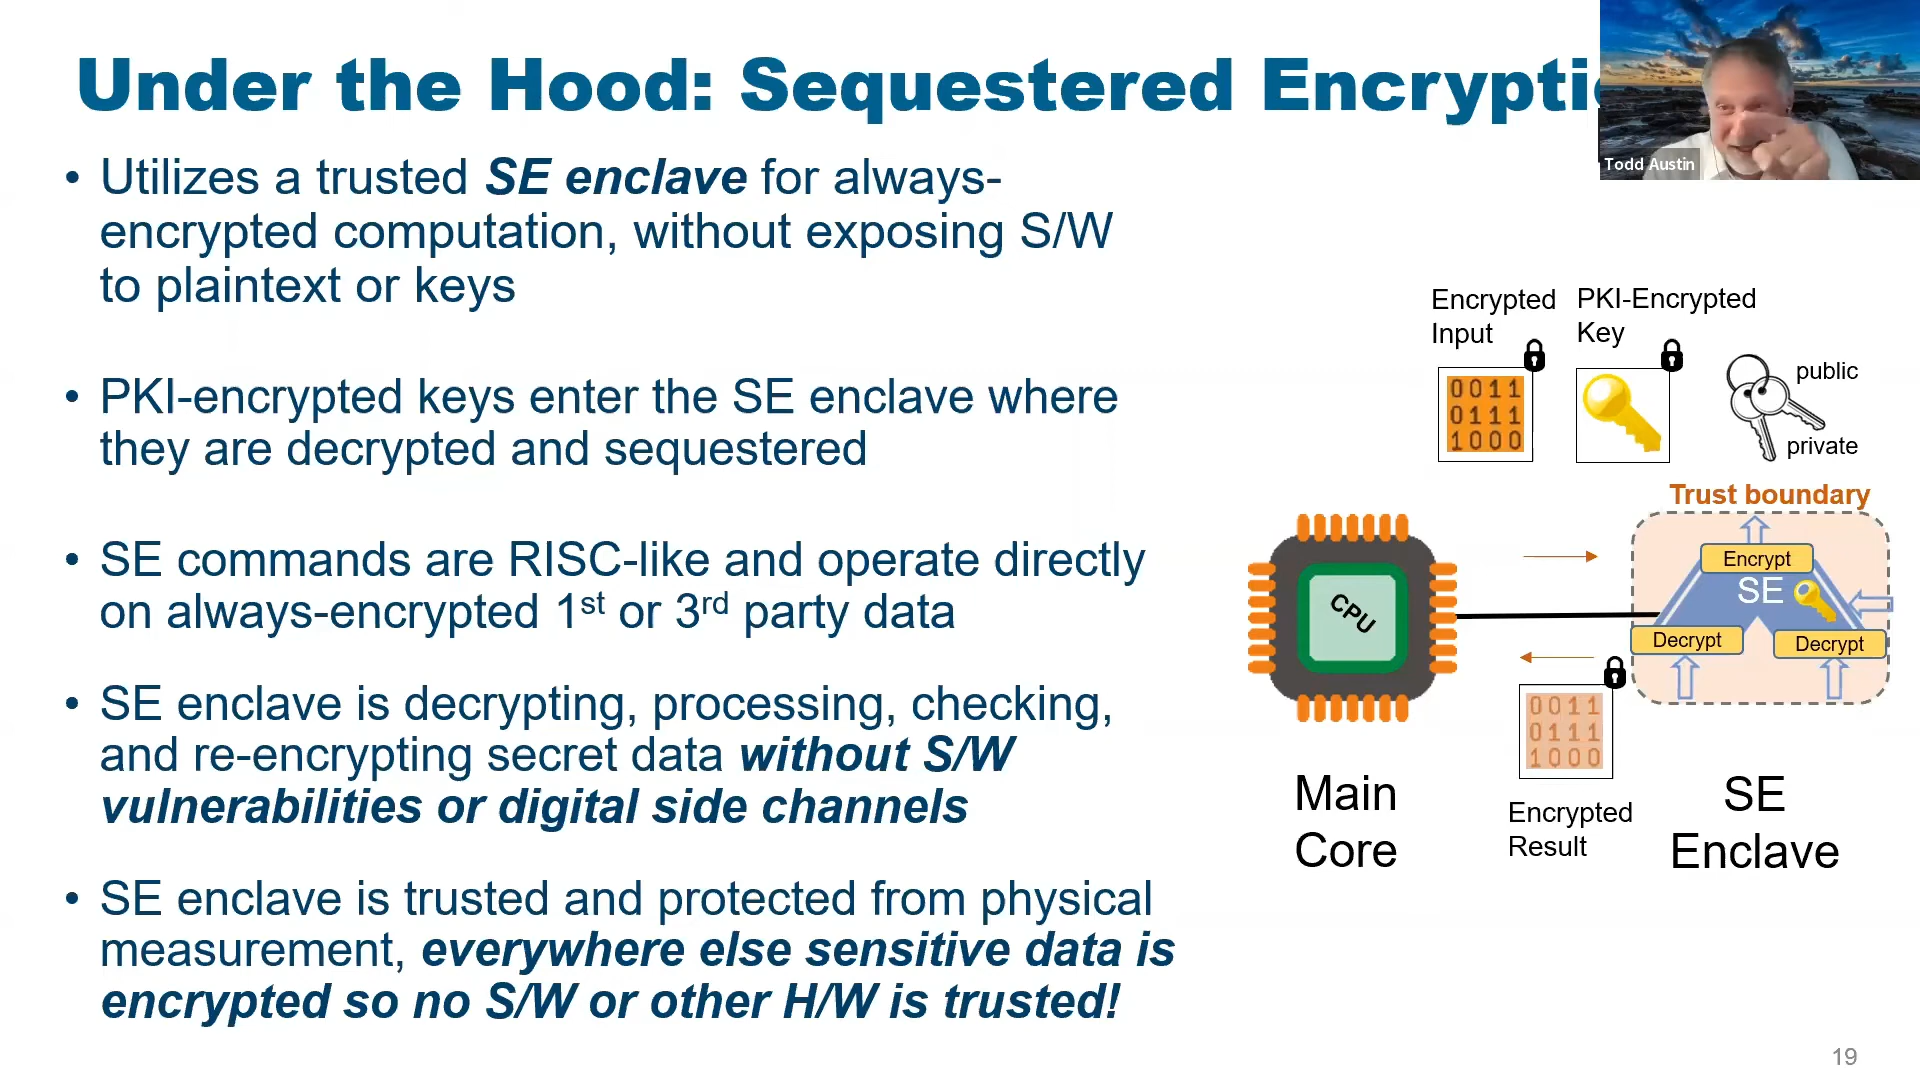 Under the Hood: Sequestered Encrypti
Todd Austin
• Utilizes a trusted SE enclave for always-
encrypted computation, without exposing S/W
to plaintext or keys
• PKI-encrypted keys enter the SE enclave where
they are decrypted and sequestered
• SE commands are RISC-like and operate directly
on always-encrypted 1st or 3rd party data
• SE enclave is decrypting, processing, checking,
and re-encrypting secret data without S/W
vulnerabilities or digital side channels
• SE enclave is trusted and protected from physical
measurement, everywhere else sensitive data is
encrypted so no S/W or other H/W is trusted!
Encrypted
Input
PKI-Encrypted
Key
0011
0111
1000
public
private
Trust boundary
Encrypt
SE
Decrypt
Decrypt
CPU
0011
0111
1000
Main
Core
Encrypted
Result
SE
Enclave
19